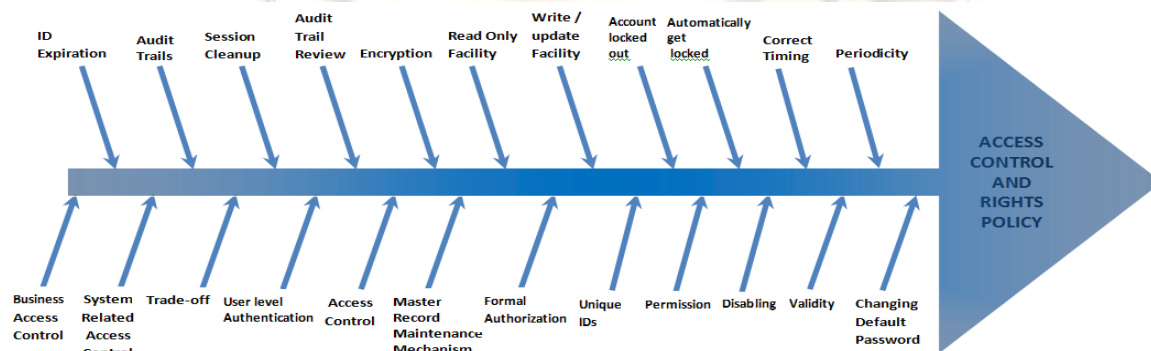 ID
Expiration
Audit
Trails
Session
Cleanup
Audit
Trail
Review
Encryption
Read Only
Facility
Write /
update
Facility
Account
locked
out
Automatically
get
locked
Correct
Timing
Periodicity
ACCESS
CONTROL
AND
RIGHTS
POLICY
Business
Access
Control
System
Related
Access
Control
Trade-off
User level
Authentication
Access
Control
Master
Record
Maintenance
Mechanism
Formal
Authorization
Unique
IDs
Permission
Disabling
Validity
Changing
Default
Password